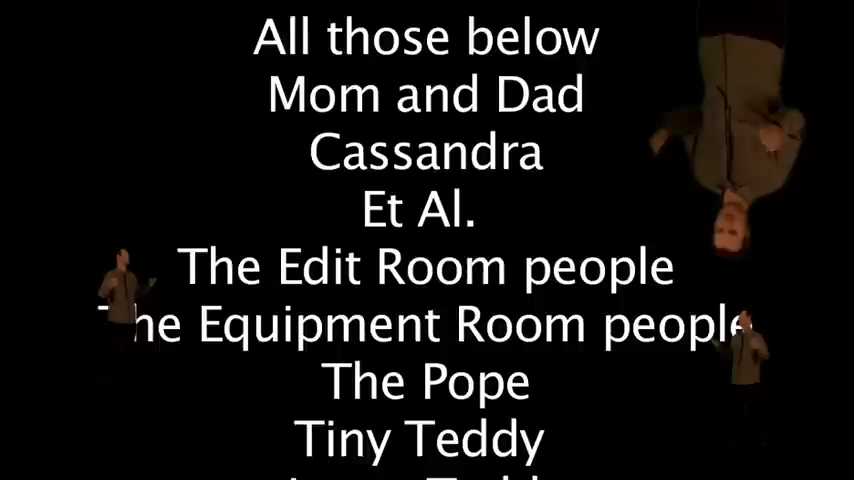 All those below
Mom and Dad
Cassandra
Et Al.
The Edit Room people
The Equipment Room people
The Pope
Tiny Teddy